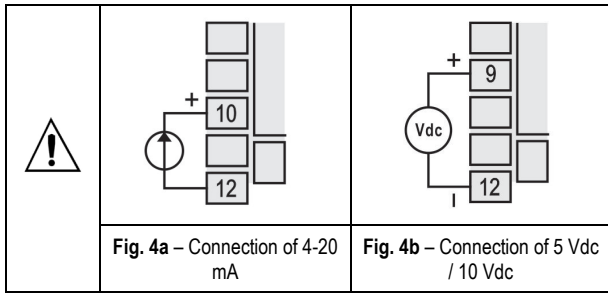 +
10
12
+
9
Vdc
12
–
Fig. 4a – Connection of 4-20
mA
Fig. 4b – Connection of 5 Vdc
/ 10 Vdc